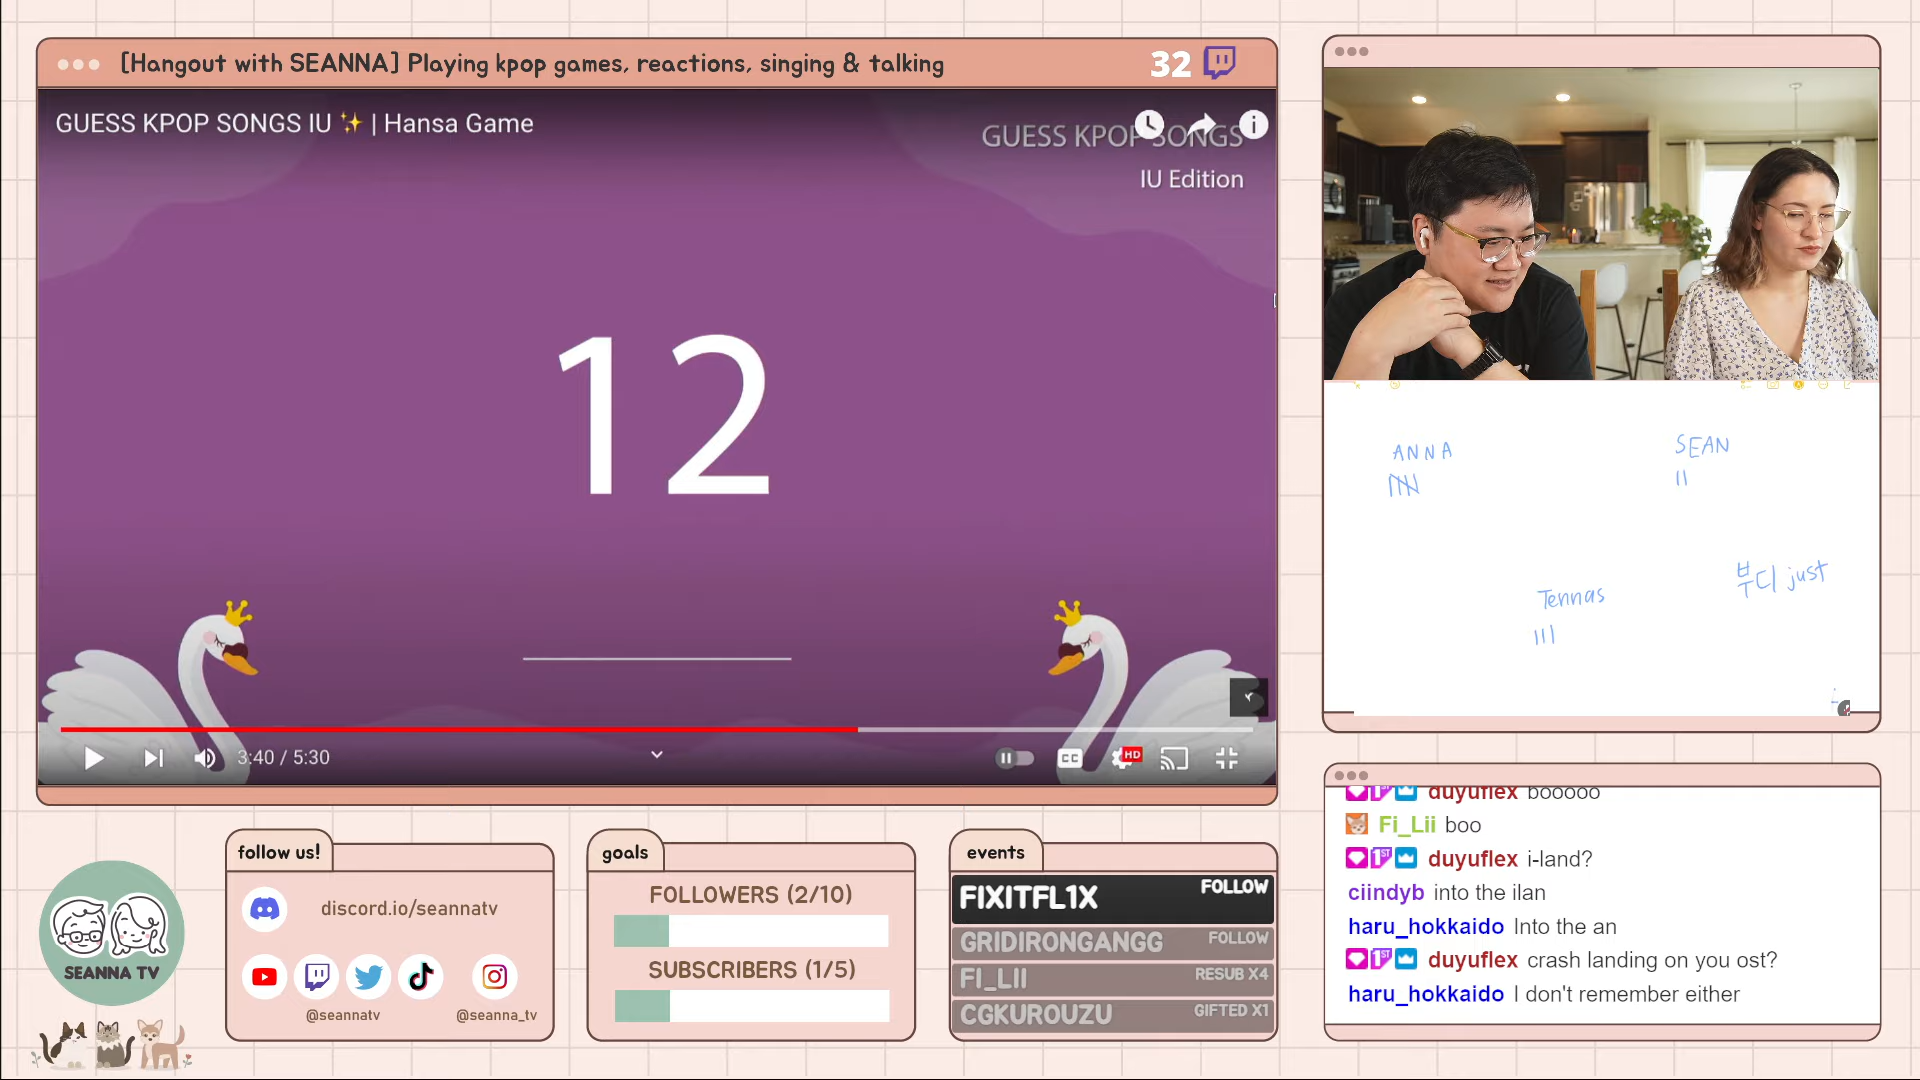 [Hangout with SEANNA] Playing kpop games, reactions, singing & talking
32
GUESS KPOP SONGS IU ✨ | Hansa Game
GUESS KPOP SONGS
IU Edition
12
3:40 / 5:30
CC
HD
ANNA
SEAN
부디 just
Tennas
duyuflex booooo
Fi_Lii boo
duyuflex i-land?
ciindyb into the ilan
haru_hokkaido Into the an
duyuflex crash landing on you ost?
haru_hokkaido I don't remember either
SEANNA TV
follow us!
discord.io/seannatv
@seannatv
@seanna_tv
goals
FOLLOWERS (2/10)
SUBSCRIBERS (1/5)
events
FIXITFL1X FOLLOW
GRIDIRONGANGG FOLLOW
FI_LII RESUB X4
CGKUROUZU GIFTED X1